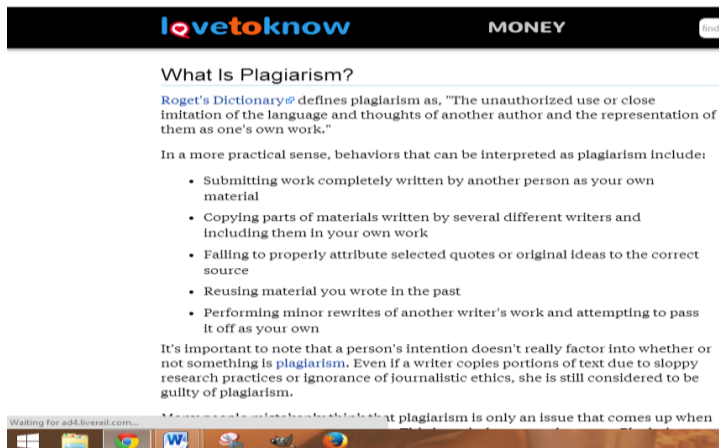 lovetoknow MONEY find
What Is Plagiarism?
Roget's Dictionary defines plagiarism as, "The unauthorized use or close
imitation of the language and thoughts of another author and the representation of
them as one's own work."
In a more practical sense, behaviors that can be interpreted as plagiarism include:
• Submitting work completely written by another person as your own
material
• Copying parts of materials written by several different writers and
including them in your own work
• Failing to properly attribute selected quotes or original ideas to the correct
source
• Reusing material you wrote in the past
• Performing minor rewrites of another writer's work and attempting to pass
it off as your own
It's important to note that a person's intention doesn't really factor into whether or
not something is plagiarism. Even if a writer copies portions of text due to sloppy
research practices or ignorance of journalistic ethics, she is still considered to be
guilty of plagiarism.
plagiarism is only an issue that comes up when
Waiting for ad4.liverail.com...